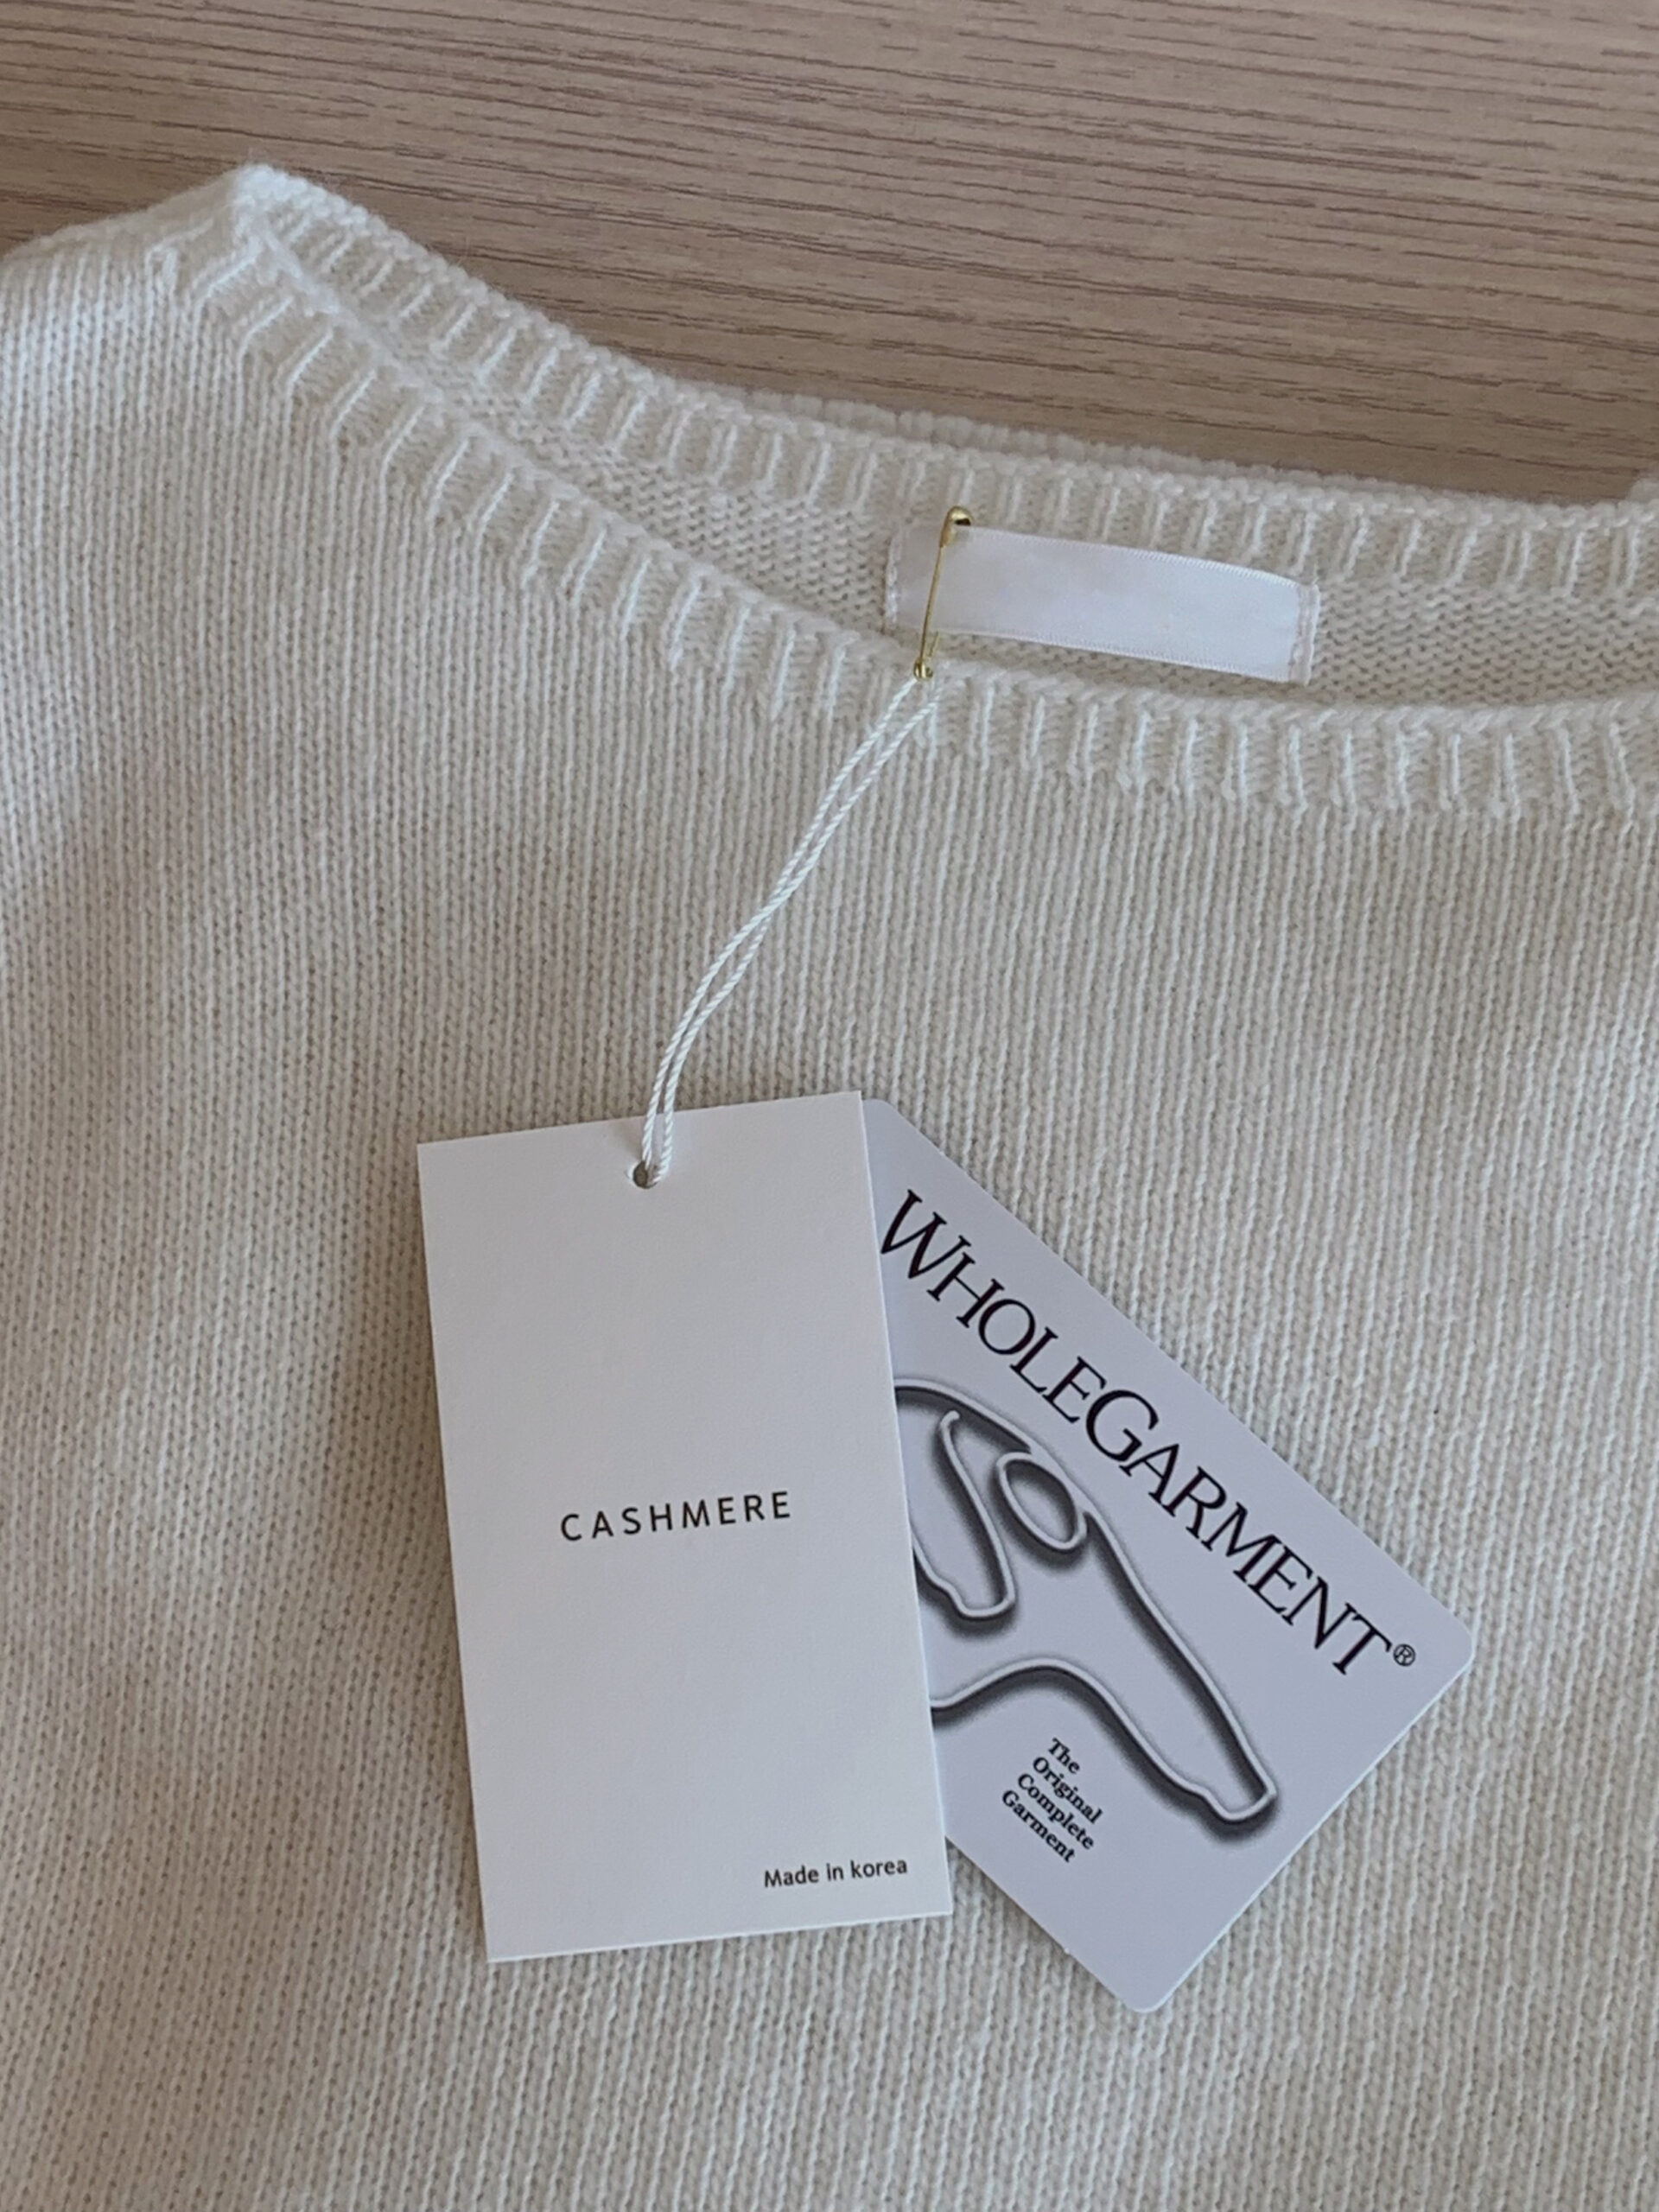 CASHMERE
Made in korea
WHOLEGARMENT®
The
Original
Complete
Garment